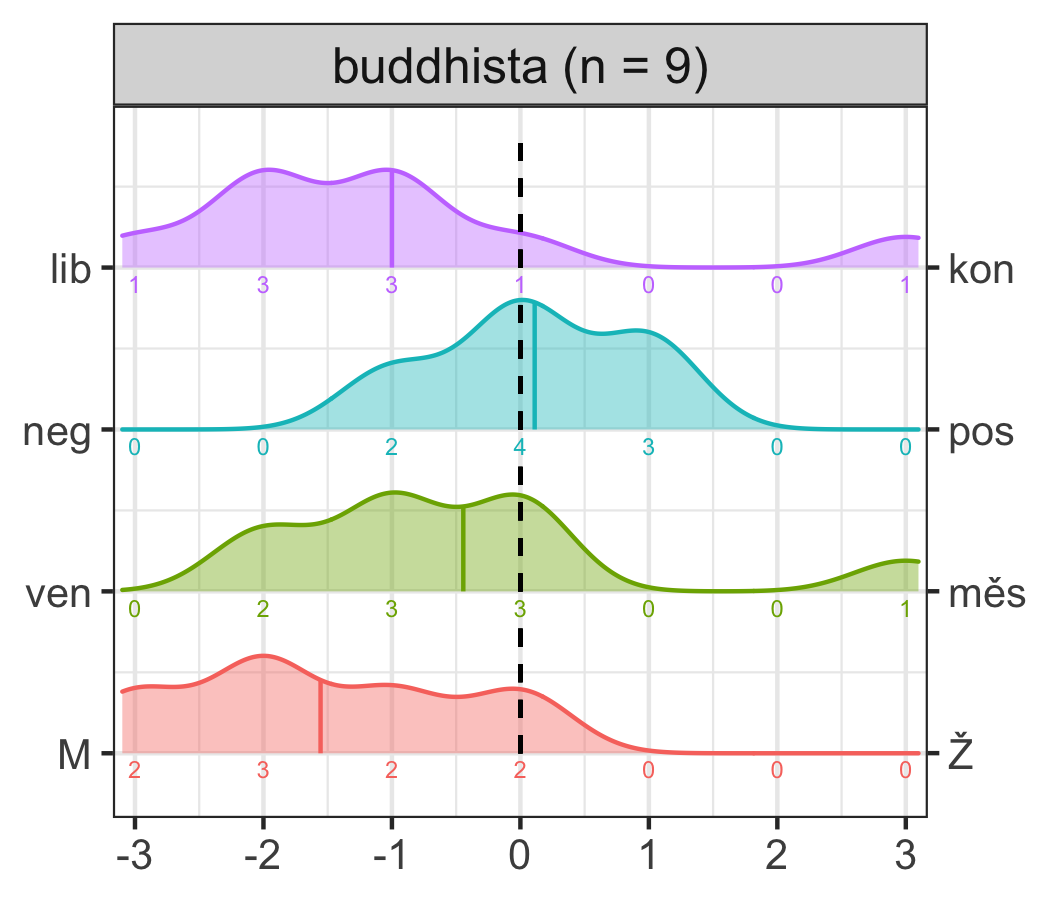 buddhista (n = 9)
lib kon
1 3 3 1 0 0 1
neg pos
0 0 2 4 3 0 0
ven měs
0 2 3 3 0 0 1
M Ž
2 3 2 2 0 0 0
-3 -2 -1 0 1 2 3